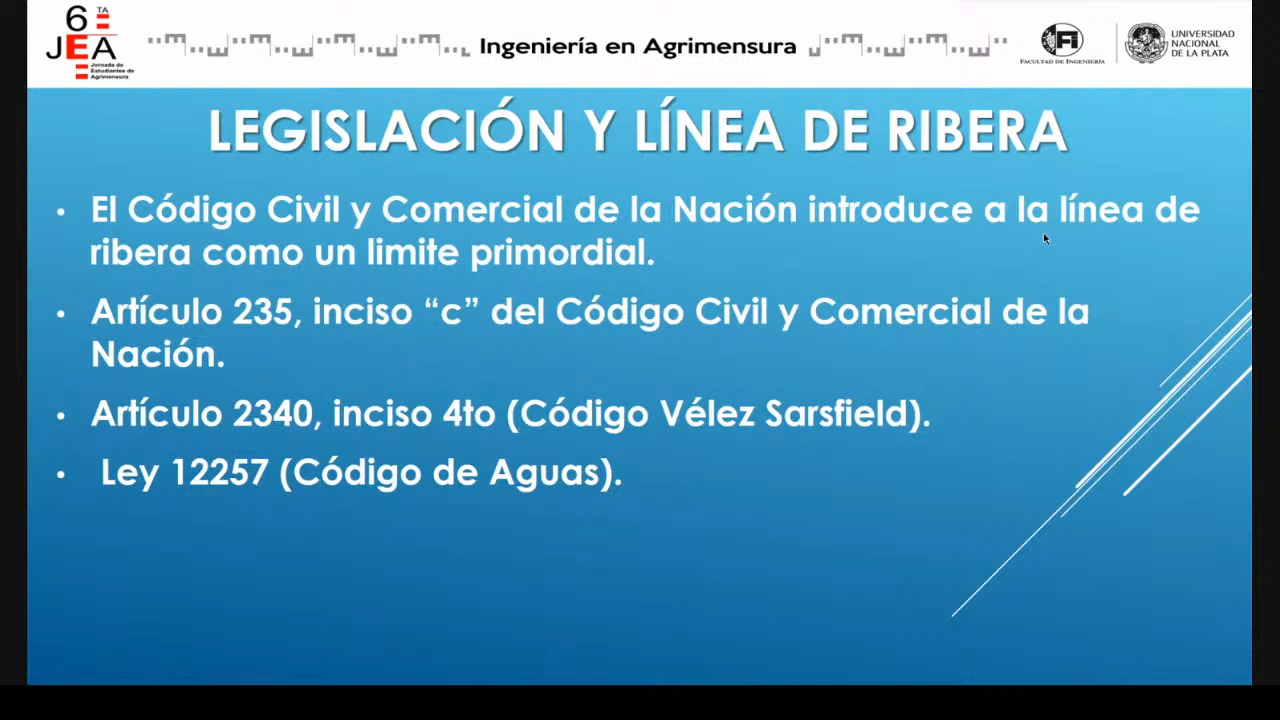 6TA
JEA
Jornada de
Estudiantes de
Agrimensura
Ingeniería en Agrimensura
FI
FACULTAD DE INGENIERÍA
UNIVERSIDAD
NACIONAL
DE LA PLATA
LEGISLACIÓN Y LÍNEA DE RIBERA
• El Código Civil y Comercial de la Nación introduce a la línea de
ribera como un limite primordial.
• Artículo 235, inciso “c” del Código Civil y Comercial de la
Nación.
• Artículo 2340, inciso 4to (Código Vélez Sarsfield).
• Ley 12257 (Código de Aguas).